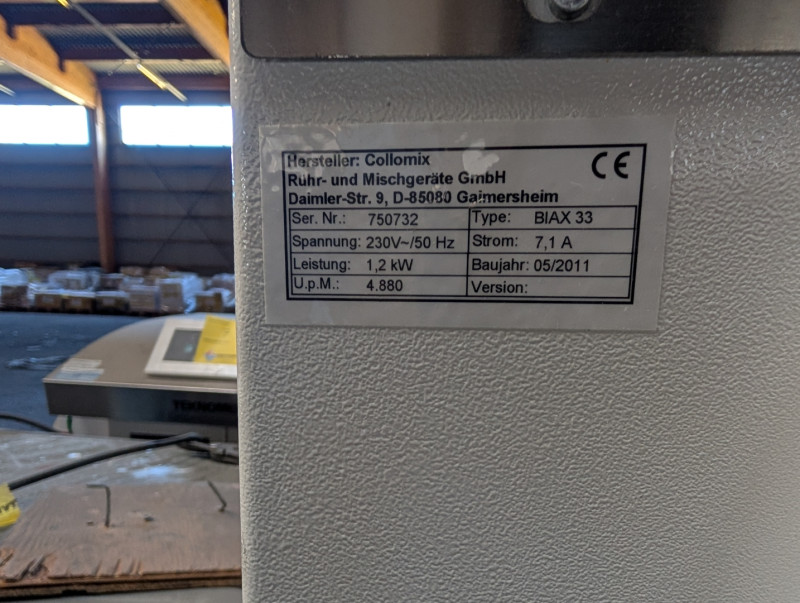 Hersteller: Collomix
Rühr- und Mischgeräte GmbH
Daimler-Str. 9, D-85080 Gaimersheim
CE
Ser. Nr.: 750732 Type: BIAX 33
Spannung: 230V~/50 Hz Strom: 7,1 A
Leistung: 1,2 kW Baujahr: 05/2011
U.p.M.: 4.880 Version: